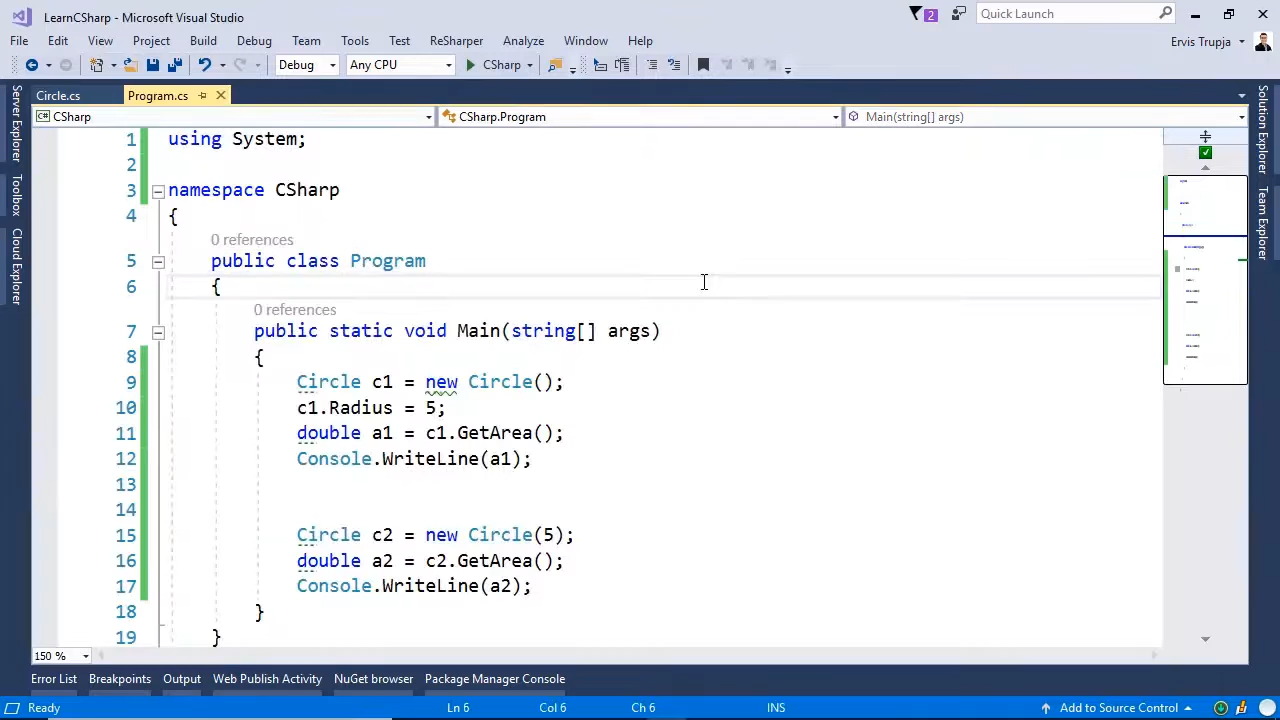 LearnCSharp - Microsoft Visual Studio
2
Quick Launch
File Edit View Project Build Debug Team Tools Test ReSharper Analyze Window Help
Ervis Trupja
Debug Any CPU CSharp
Circle.cs Program.cs
CSharp CSharp.Program Main(string[] args)
Server Explorer
Toolbox
Cloud Explorer
Solution Explorer
Team Explorer
1 using System;
2
3 namespace CSharp
4 {
0 references
5 public class Program
6 {
0 references
7 public static void Main(string[] args)
8 {
9 Circle c1 = new Circle();
10 c1.Radius = 5;
11 double a1 = c1.GetArea();
12 Console.WriteLine(a1);
13
14
15 Circle c2 = new Circle(5);
16 double a2 = c2.GetArea();
17 Console.WriteLine(a2);
18 }
19 }
150 %
Error List Breakpoints Output Web Publish Activity NuGet browser Package Manager Console
Ready Ln 6 Col 6 Ch 6 INS Add to Source Control